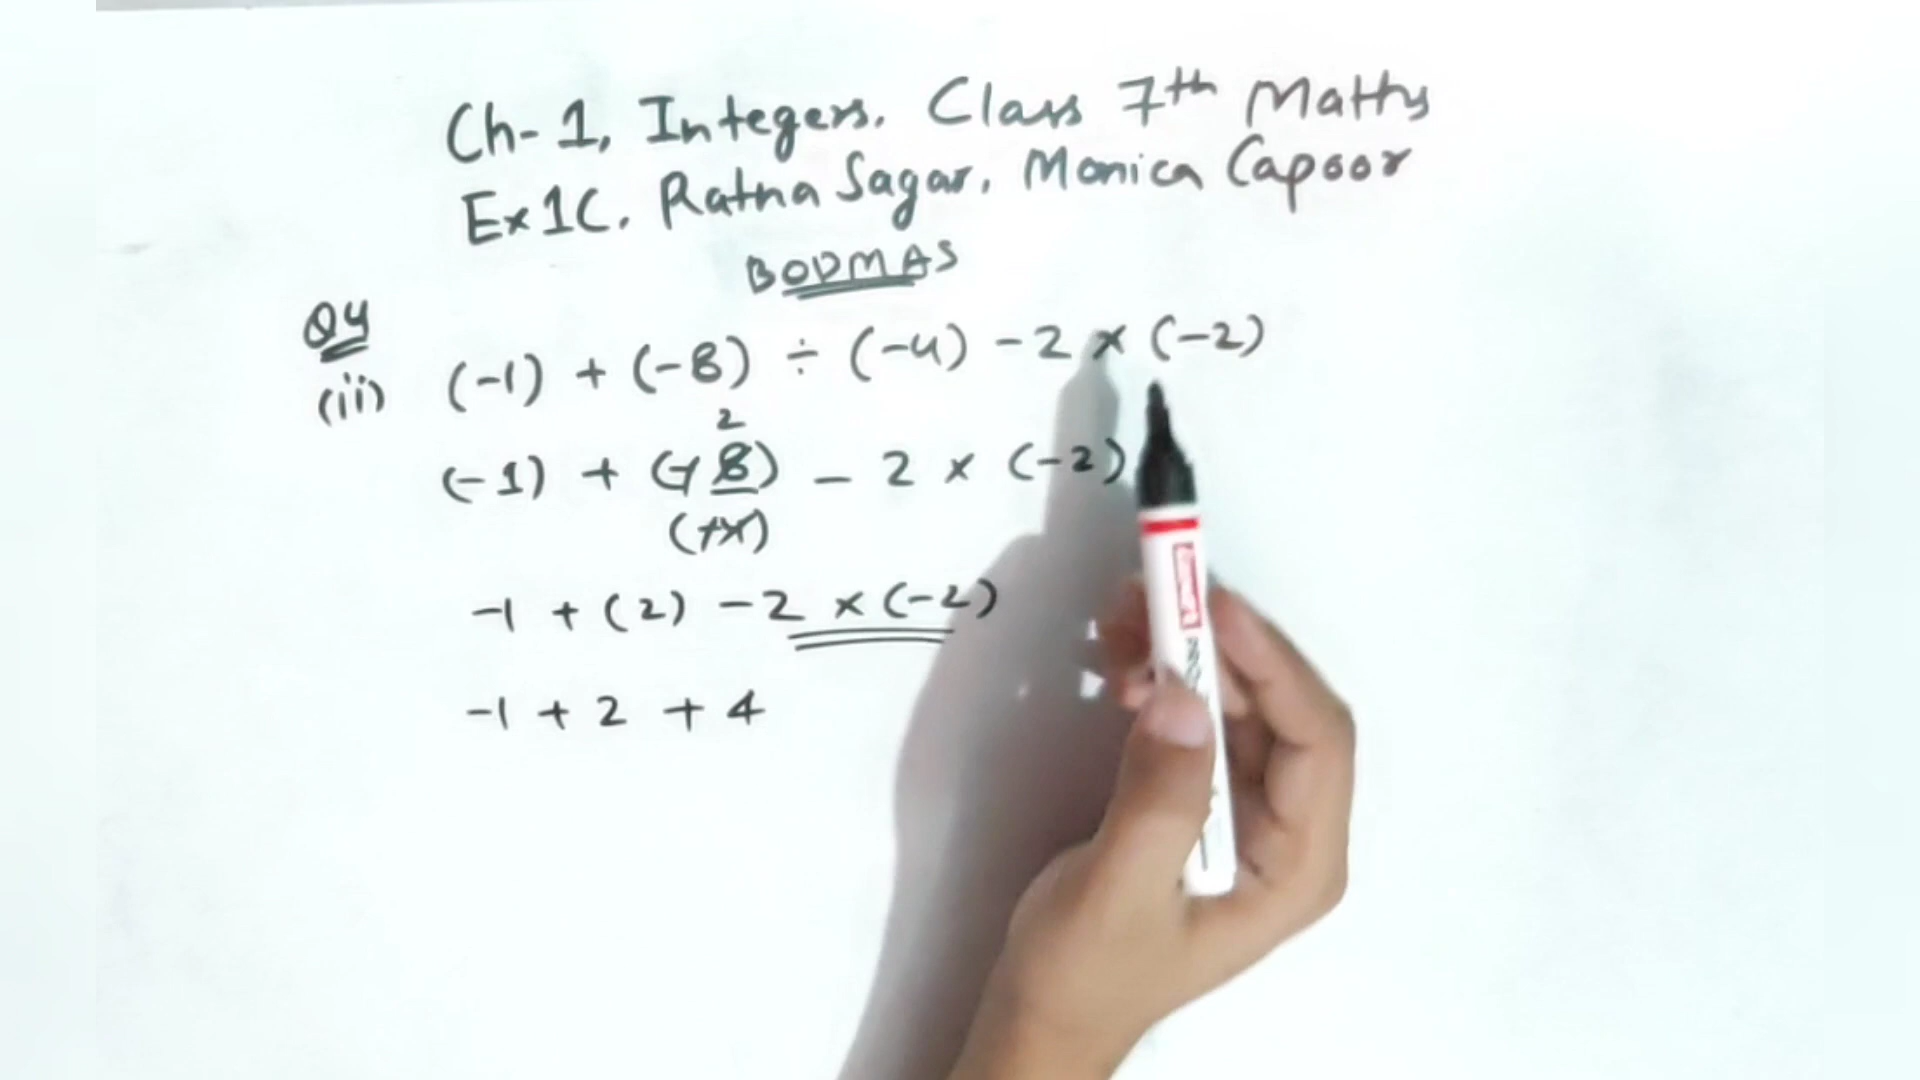 Ch-1, Integers. Class 7th Maths
Ex 1C. Ratna Sagar, Monica Capoor
BODMAS
Q4
(ii) (-1) + (-8) ÷ (-4) - 2 × (-2)
2
(-1) + (-8) - 2 × (-2)
-1 + (2) - 2 × (-2)
-1 + 2 + 4